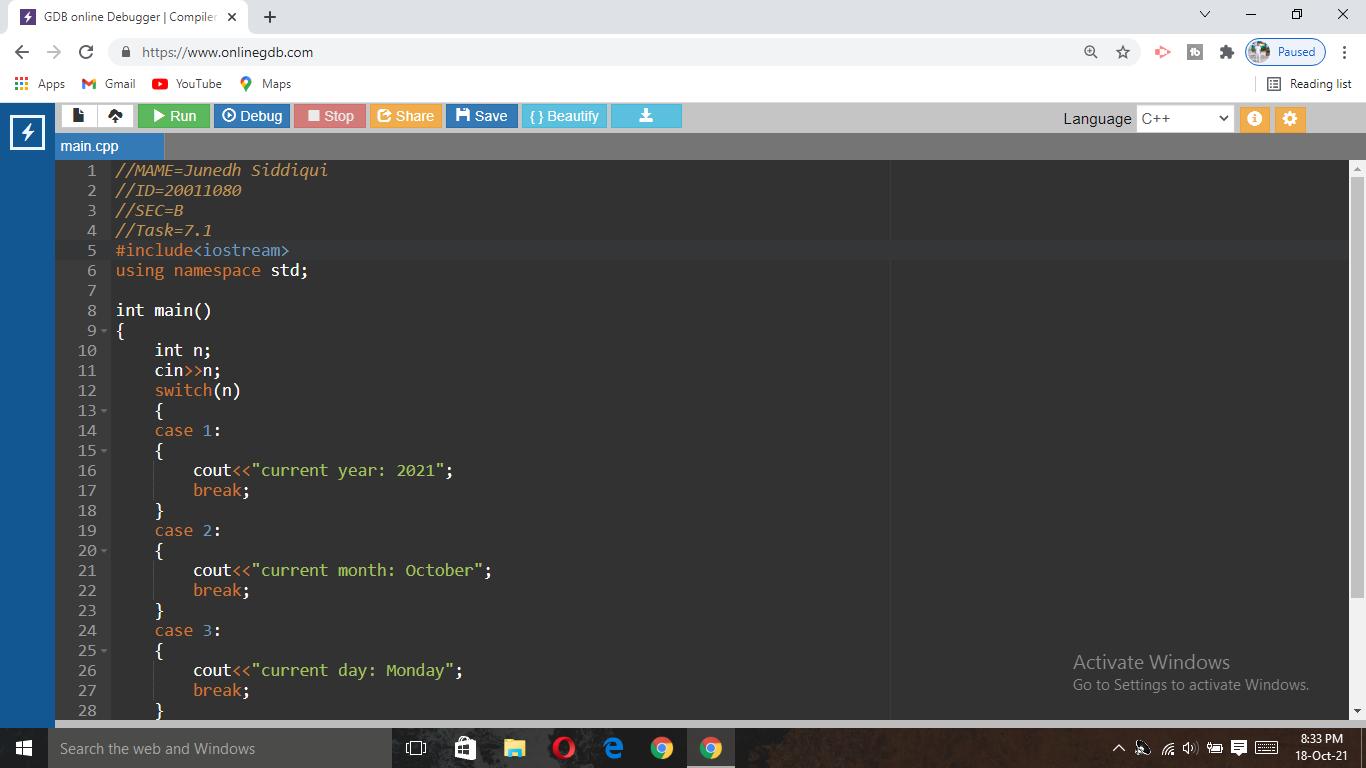 GDB online Debugger | Compiler
https://www.onlinegdb.com
Paused
Apps Gmail YouTube Maps Reading list
Run Debug Stop Share Save { } Beautify Language C++
main.cpp
1 //MAME=Junedh Siddiqui
2 //ID=20011080
3 //SEC=B
4 //Task=7.1
5 #include<iostream>
6 using namespace std;
7
8 int main()
9 {
10 int n;
11 cin>>n;
12 switch(n)
13 {
14 case 1:
15 {
16 cout<<"current year: 2021";
17 break;
18 }
19 case 2:
20 {
21 cout<<"current month: October";
22 break;
23 }
24 case 3:
25 {
26 cout<<"current day: Monday";
27 break;
28 }
Activate Windows
Go to Settings to activate Windows.
Search the web and Windows
8:33 PM
18-Oct-21